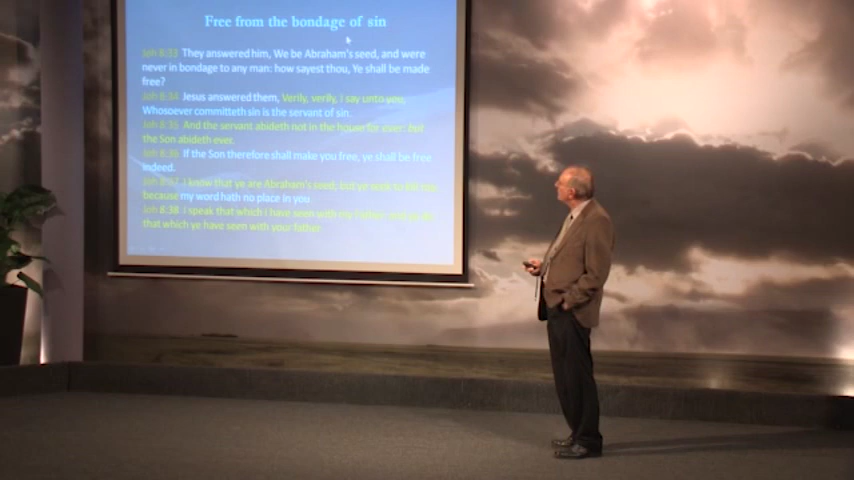 Free from the bondage of sin
Joh 8:33 They answered him, We be Abraham's seed, and were
never in bondage to any man: how sayest thou, Ye shall be made
free?
Joh 8:34 Jesus answered them, Verily, verily, I say unto you,
Whosoever committeth sin is the servant of sin.
Joh 8:35 And the servant abideth not in the house for ever: but
the Son abideth ever.
Joh 8:36 If the Son therefore shall make you free, ye shall be free
indeed.
Joh 8:37 I know that ye are Abraham's seed; but ye seek to kill me,
because my word hath no place in you.
Joh 8:38 I speak that which I have seen with my Father: and ye do
that which ye have seen with your father.